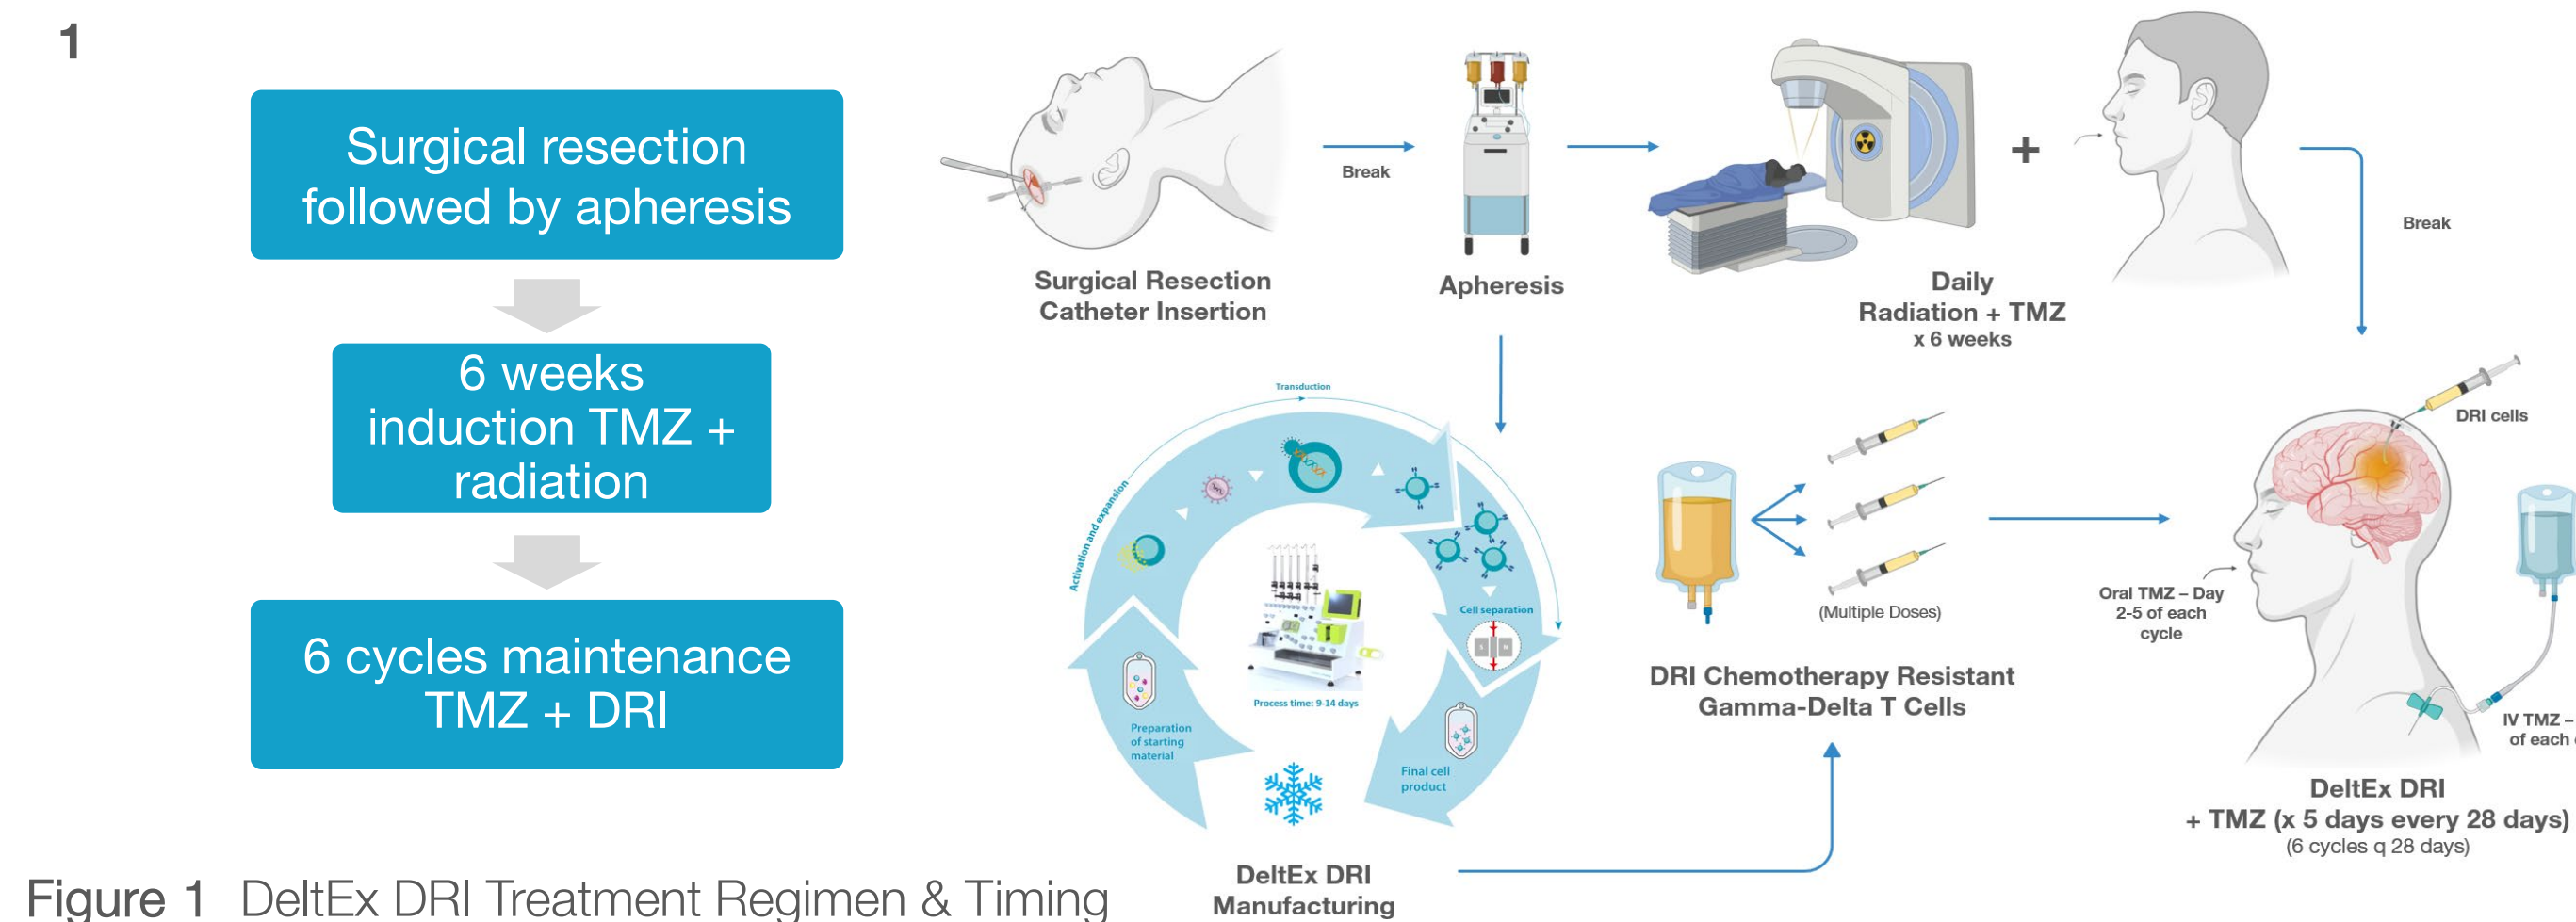 1
Surgical resection
followed by apheresis
6 weeks
induction TMZ +
radiation
6 cycles maintenance
TMZ + DRI
Surgical Resection
Catheter Insertion
Break
Apheresis
+
Daily
Radiation + TMZ
x 6 weeks
Break
Transduction
Activation and expansion
Cell separation
Process time: 9-14 days
Preparation
of starting
material
Final cell
product
DeltEx DRI
Manufacturing
(Multiple Doses)
DRI Chemotherapy Resistant
Gamma-Delta T Cells
DRI cells
Oral TMZ – Day
2-5 of each
cycle
IV TMZ –
of each
DeltEx DRI
+ TMZ (x 5 days every 28 days)
(6 cycles q 28 days)
Figure 1 DeltEx DRI Treatment Regimen & Timing